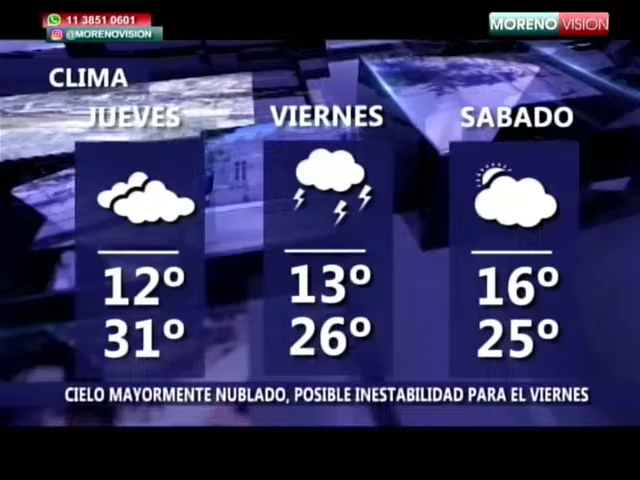 11 3851 0601
@MORENOVISION
MORENO VISION
CLIMA
JUEVES VIERNES SABADO
12º 13º 16º
31º 26º 25º
CIELO MAYORMENTE NUBLADO, POSIBLE INESTABILIDAD PARA EL VIERNES